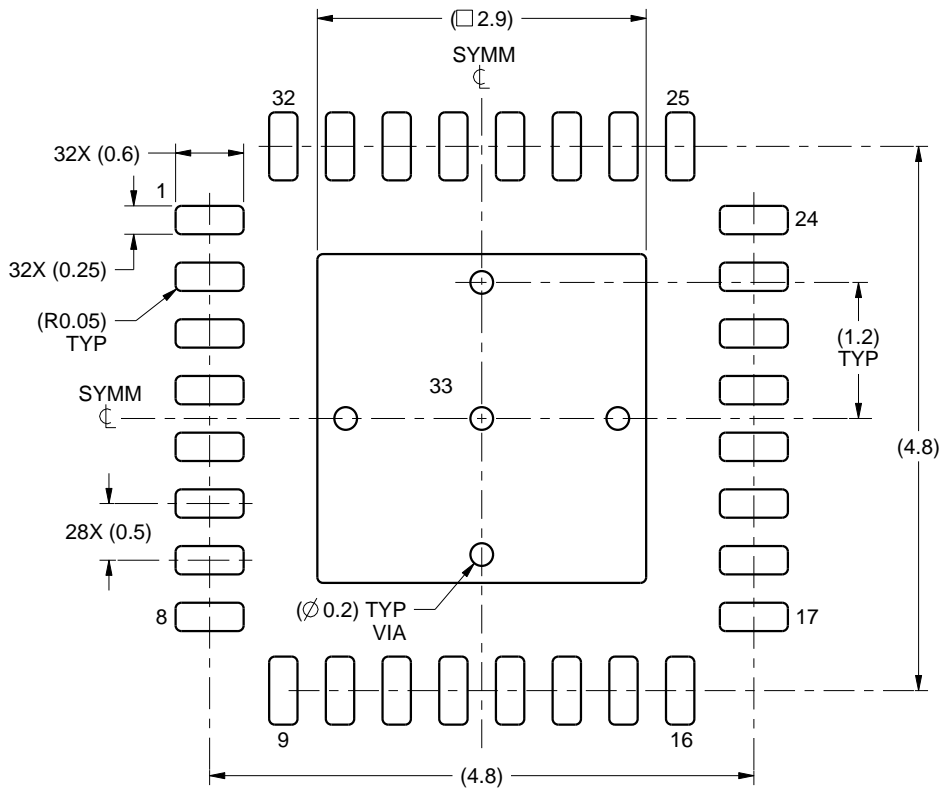 (□ 2.9)
SYMM
℄
32
25
32X (0.6)
1
24
32X (0.25)
(R0.05)
TYP
(1.2)
TYP
33
SYMM
℄
(4.8)
28X (0.5)
8
(∅ 0.2) TYP
VIA
17
9
16
(4.8)